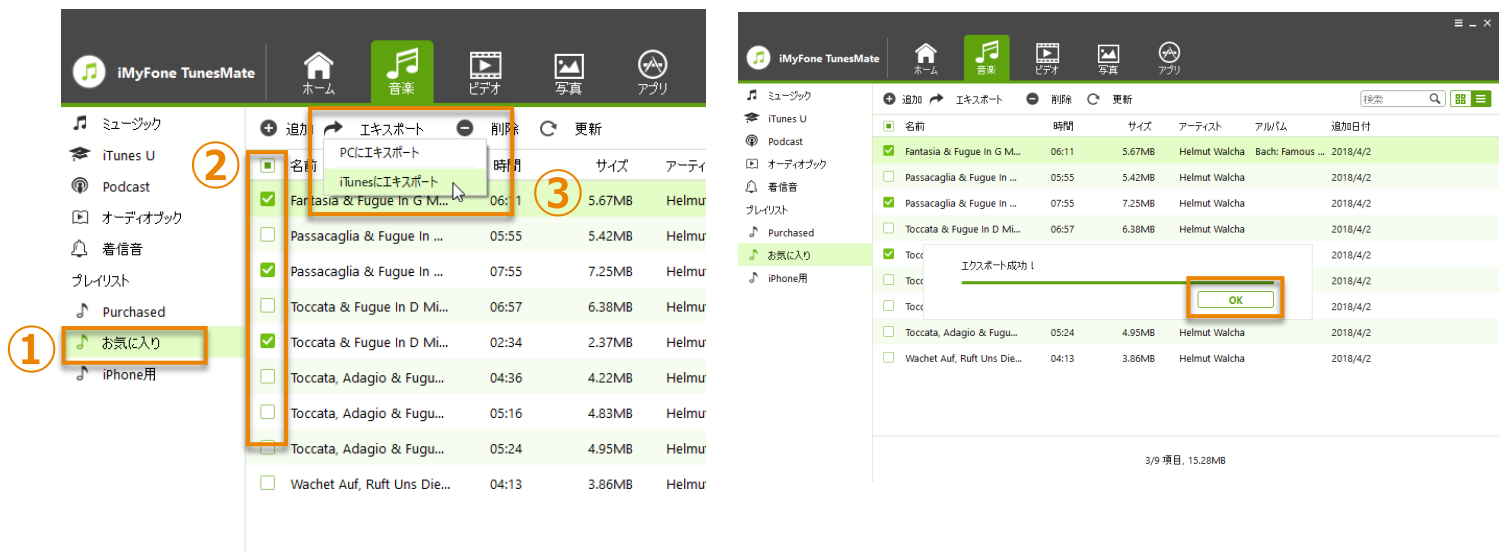 iMyFone TunesMate
ホーム 音楽 ビデオ 写真 アプリ
ミュージック
iTunes U
Podcast
オーディオブック
着信音
プレイリスト
Purchased
① お気に入り
iPhone用
追加 エキスポート 削除 更新
PCにエキスポート
iTunesにエキスポート
② ③
名前 時間 サイズ アーティ
Fantasia & Fugue In G M... 06:11 5.67MB Helmu
Passacaglia & Fugue In ... 05:55 5.42MB Helmu
Passacaglia & Fugue In ... 07:55 7.25MB Helmu
Toccata & Fugue In D Mi... 06:57 6.38MB Helmu
Toccata & Fugue In D Mi... 02:34 2.37MB Helmu
Toccata, Adagio & Fugu... 04:36 4.22MB Helmu
Toccata, Adagio & Fugu... 05:16 4.83MB Helmu
Toccata, Adagio & Fugu... 05:24 4.95MB Helmu
Wachet Auf, Ruft Uns Die... 04:13 3.86MB Helmu
iMyFone TunesMate
ホーム 音楽 ビデオ 写真 アプリ
ミュージック
iTunes U
Podcast
オーディオブック
着信音
プレイリスト
Purchased
お気に入り
iPhone用
追加 エキスポート 削除 更新 検索
名前 時間 サイズ アーティスト アルバム 追加日付
Fantasia & Fugue In G M... 06:11 5.67MB Helmut Walcha Bach: Famous ... 2018/4/2
Passacaglia & Fugue In ... 05:55 5.42MB Helmut Walcha 2018/4/2
Passacaglia & Fugue In ... 07:55 7.25MB Helmut Walcha 2018/4/2
Toccata & Fugue In D Mi... 06:57 6.38MB Helmut Walcha 2018/4/2
Tocc 2018/4/2
Tocc 2018/4/2
Tocc 2018/4/2
エクスポート成功！
OK
Toccata, Adagio & Fugu... 05:24 4.95MB Helmut Walcha 2018/4/2
Wachet Auf, Ruft Uns Die... 04:13 3.86MB Helmut Walcha 2018/4/2
3/9 項目, 15.28MB